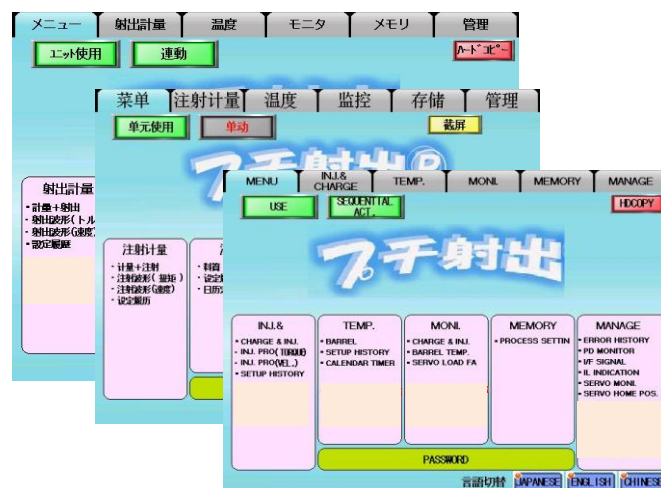 メニュー 射出計量 温度 モニタ メモリ 管理
ユニット使用 連動 ハードコピー
射出計量
・計量+射出
・射出波形(トル
・射出波形(速度)
・設定履歴
菜单 注射计量 温度 监控 存储 管理
单元使用 单动 截屏
プチ射出R
注射计量
・计量+注射
・注射波形(扭矩)
・注射波形(速度)
・设定履历
・设定
・日历
MENU INJ.& CHARGE TEMP. MONI. MEMORY MANAGE
USE SEQUENTIAL ACT. HDCOPY
プチ射出
INJ.&
・CHARGE & INJ.
・INJ. PRO(TORQUE)
・INJ. PRO(VEL.)
・SETUP HISTORY
TEMP.
・BARREL
・SETUP HISTORY
・CALENDAR TIMER
MONI.
・CHARGE & INJ.
・BARREL TEMP.
・SERVO LOAD FA
MEMORY
・PROCESS SETTIN
MANAGE
・ERROR HISTORY
・PD MONITOR
・I/F SIGNAL
・IL INDICATION
・SERVO MONI.
・SERVO HOME POS.
PASSWORD
言語切替 JAPANESE ENGLISH CHINESE